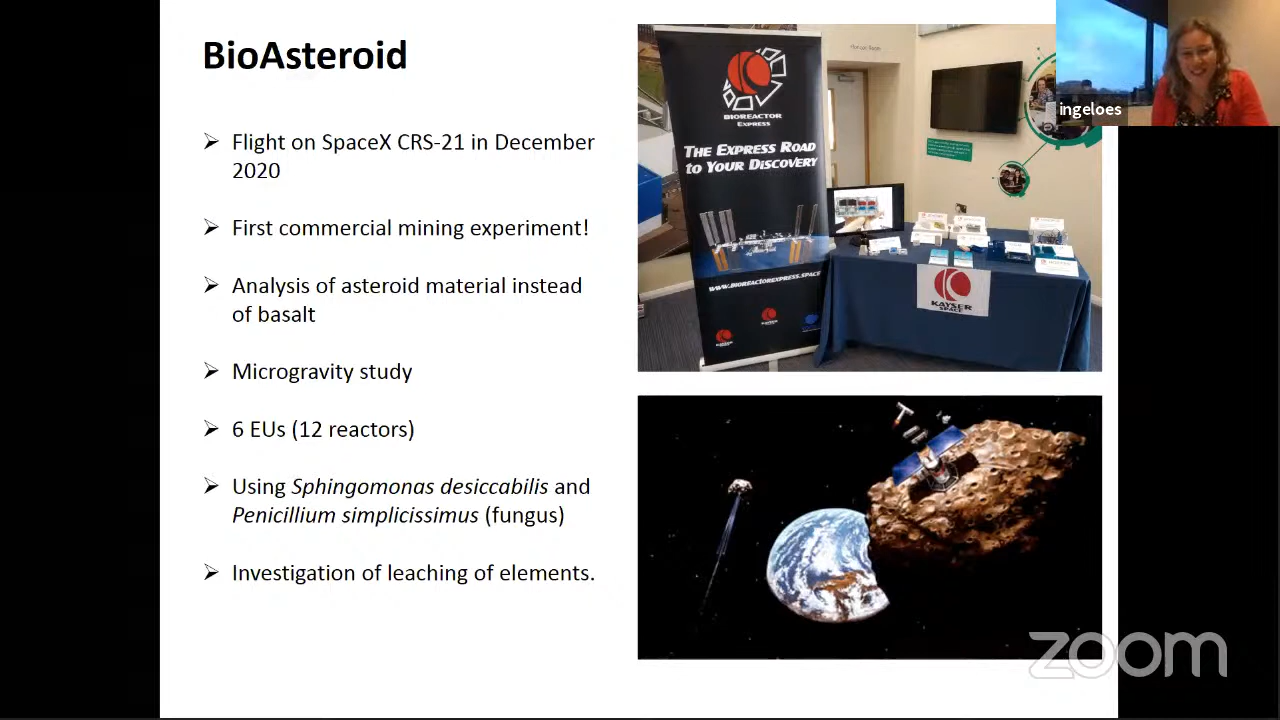 BioAsteroid
➢ Flight on SpaceX CRS-21 in December
2020
➢ First commercial mining experiment!
➢ Analysis of asteroid material instead
of basalt
➢ Microgravity study
➢ 6 EUs (12 reactors)
➢ Using Sphingomonas desiccabilis and
Penicillium simplicissimus (fungus)
➢ Investigation of leaching of elements.
BIOREACTOR
EXPRESS
THE EXPRESS ROAD
TO YOUR DISCOVERY
WWW.BIOREACTOREXPRESS.SPACE
KAYSER
SPACE
ingeloes
zoom